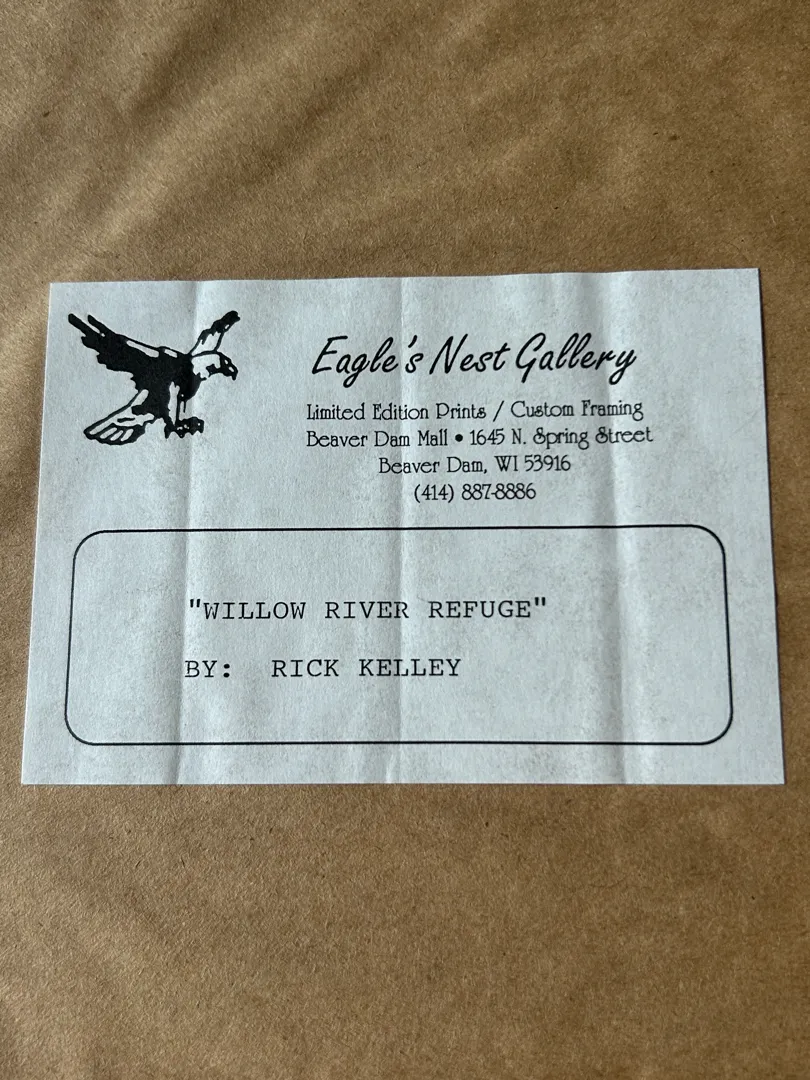 Eagle's Nest Gallery
Limited Edition Prints / Custom Framing
Beaver Dam Mall • 1645 N. Spring Street
Beaver Dam, WI 53916
(414) 887-8886
"WILLOW RIVER REFUGE"
BY: RICK KELLEY